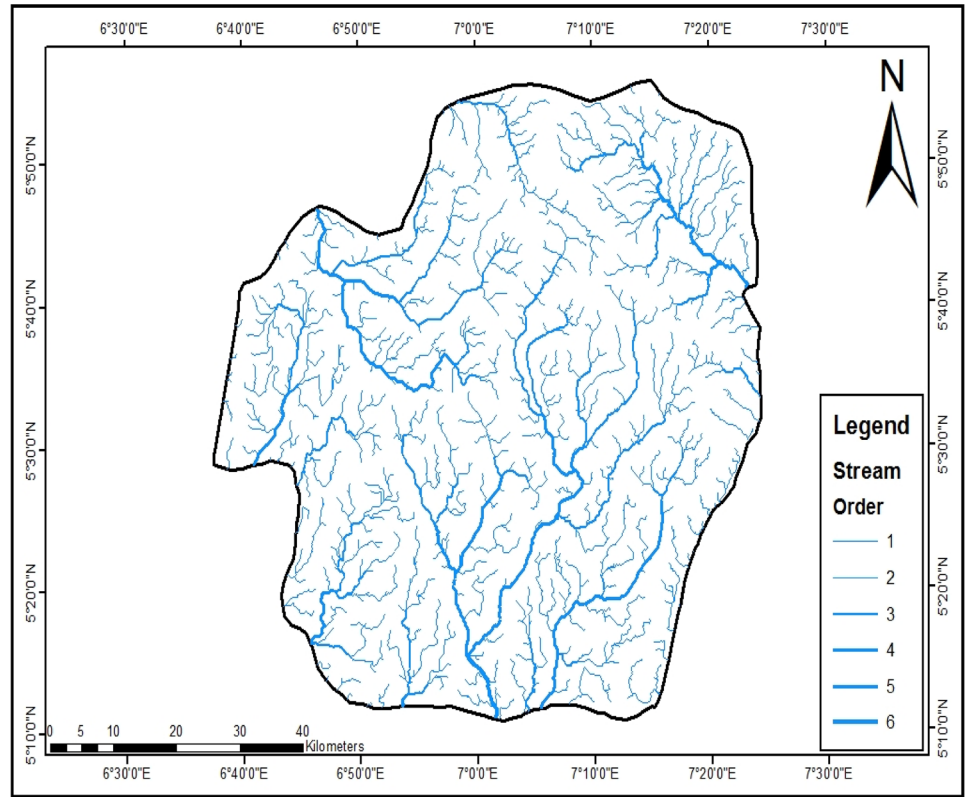 6°30'0"E 6°40'0"E 6°50'0"E 7°0'0"E 7°10'0"E 7°20'0"E 7°30'0"E
N
5°50'0"N 5°50'0"N
5°40'0"N 5°40'0"N
5°30'0"N 5°30'0"N
5°20'0"N 5°20'0"N
5°10'0"N 5°10'0"N
Legend
Stream
Order
1
2
3
4
5
6
0 5 10 20 30 40
Kilometers
6°30'0"E 6°40'0"E 6°50'0"E 7°0'0"E 7°10'0"E 7°20'0"E 7°30'0"E